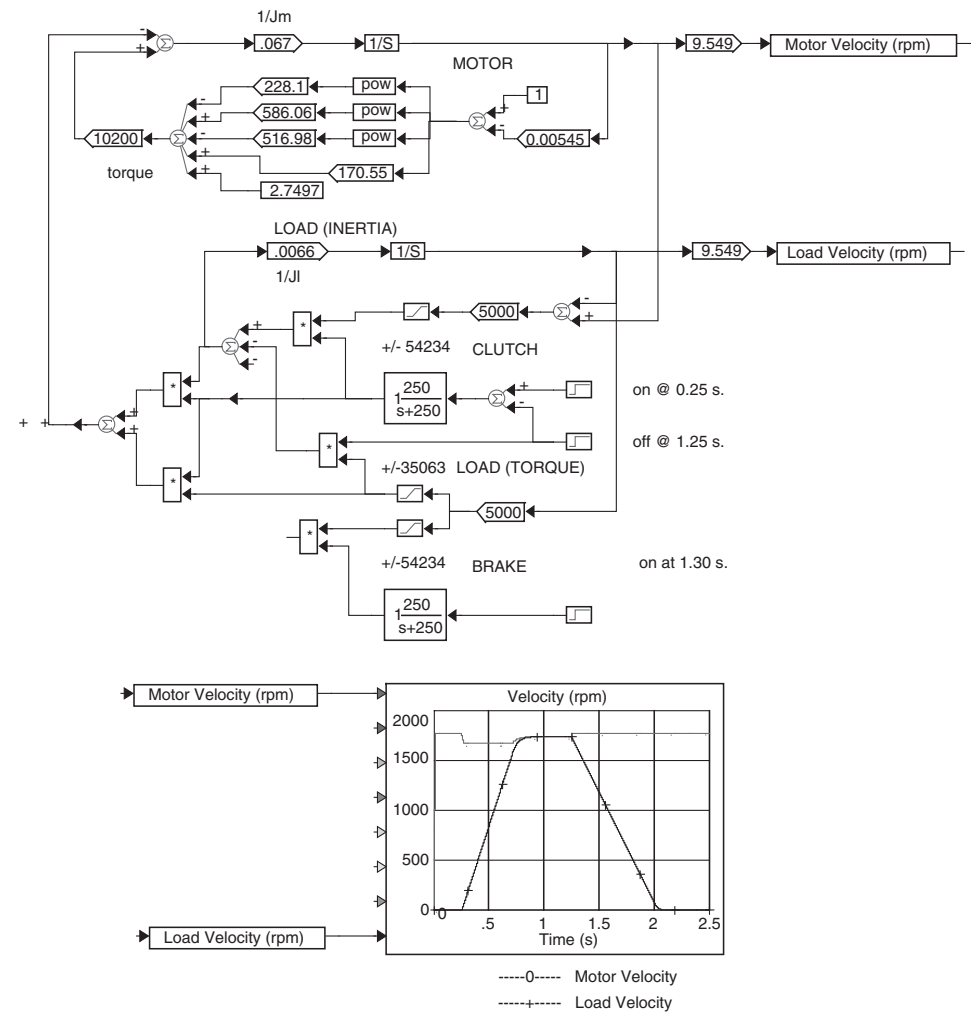 1/Jm
-
+
Σ
.067
1/S
9.549
Motor Velocity (rpm)
MOTOR
228.1
pow
1
-
+
586.06
pow
+
Σ
-
10200
Σ
-
516.98
pow
0.00545
+
170.55
torque
+
2.7497
LOAD (INERTIA)
.0066
1/S
9.549
Load Velocity (rpm)
1/Jl
-
5000
Σ
+
*
+
Σ
-
-
+/- 54234
CLUTCH
*
1 250
s+250
Σ
+
-
on @ 0.25 s.
+ +
Σ
+
+
*
off @ 1.25 s.
+/-35063
LOAD (TORQUE)
*
5000
*
+/-54234
BRAKE
on at 1.30 s.
1 250
s+250
Motor Velocity (rpm)
Velocity (rpm)
2000
1500
1000
500
0
0
.5
1
1.5
2
2.5
Time (s)
Load Velocity (rpm)
-----0----- Motor Velocity
-----+----- Load Velocity